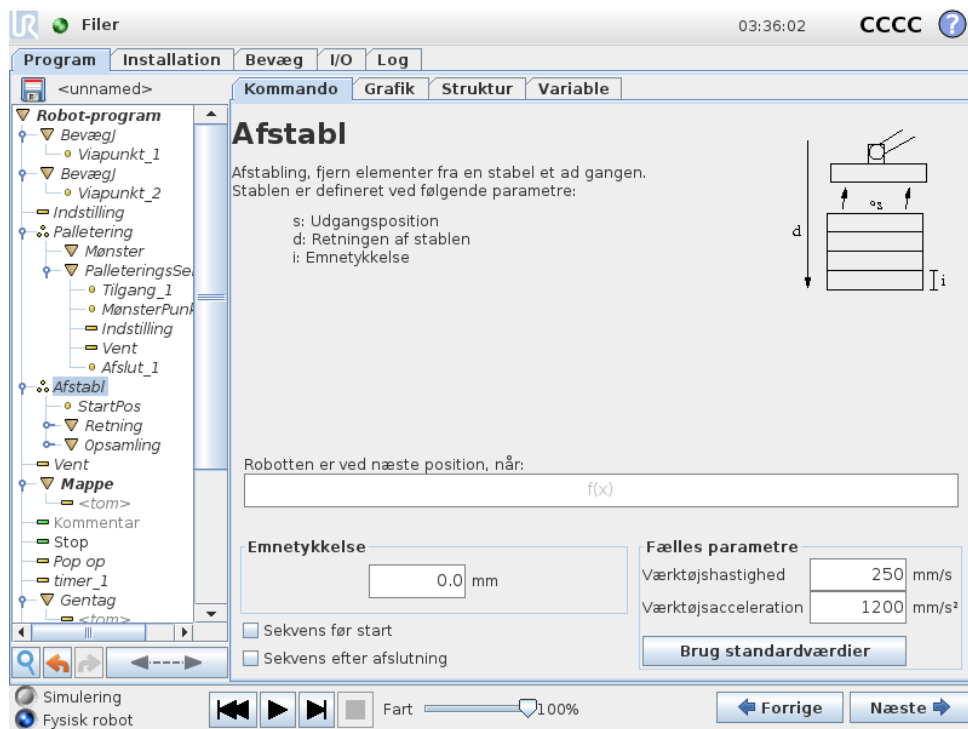 UR Filer 03:36:02 CCCC ?
Program Installation Bevæg I/O Log
<unnamed>
Kommando Grafik Struktur Variable
Robot-program
BevægJ
Viapunkt_1
BevægJ
Viapunkt_2
Indstilling
Palletering
Mønster
PalleteringsSe
Tilgang_1
MønsterPunk
Indstilling
Vent
Afslut_1
Afstabl
StartPos
Retning
Opsamling
Vent
Mappe
<tom>
Kommentar
Stop
Pop op
timer_1
Gentag
<tom>
Afstabl
Afstabling, fjern elementer fra en stabel et ad gangen.
Stablen er defineret ved følgende parametre:
s: Udgangsposition
d: Retningen af stablen
i: Emnetykkelse
s
d
i
Robotten er ved næste position, når:
f(x)
Emnetykkelse
0.0 mm
Sekvens før start
Sekvens efter afslutning
Fælles parametre
Værktøjshastighed 250 mm/s
Værktøjsacceleration 1200 mm/s²
Brug standardværdier
Simulering
Fysisk robot
Fart 100%
Forrige Næste